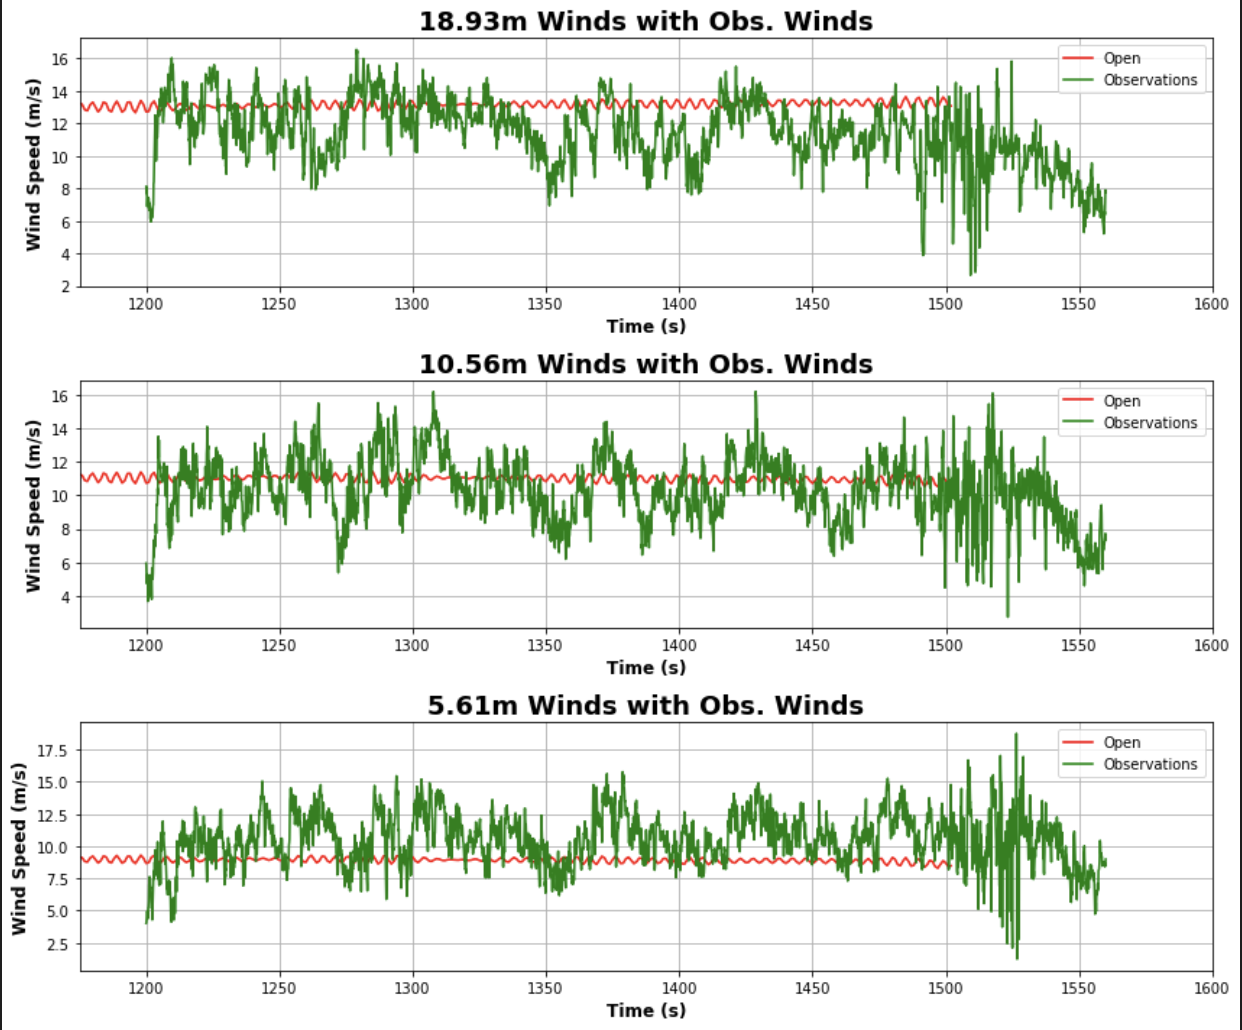 18.93m Winds with Obs. Winds
Wind Speed (m/s)
16
14
12
10
8
6
4
2
Open
Observations
1200 1250 1300 1350 1400 1450 1500 1550 1600
Time (s)
10.56m Winds with Obs. Winds
Wind Speed (m/s)
16
14
12
10
8
6
4
Open
Observations
1200 1250 1300 1350 1400 1450 1500 1550 1600
Time (s)
5.61m Winds with Obs. Winds
Wind Speed (m/s)
17.5
15.0
12.5
10.0
7.5
5.0
2.5
Open
Observations
1200 1250 1300 1350 1400 1450 1500 1550 1600
Time (s)